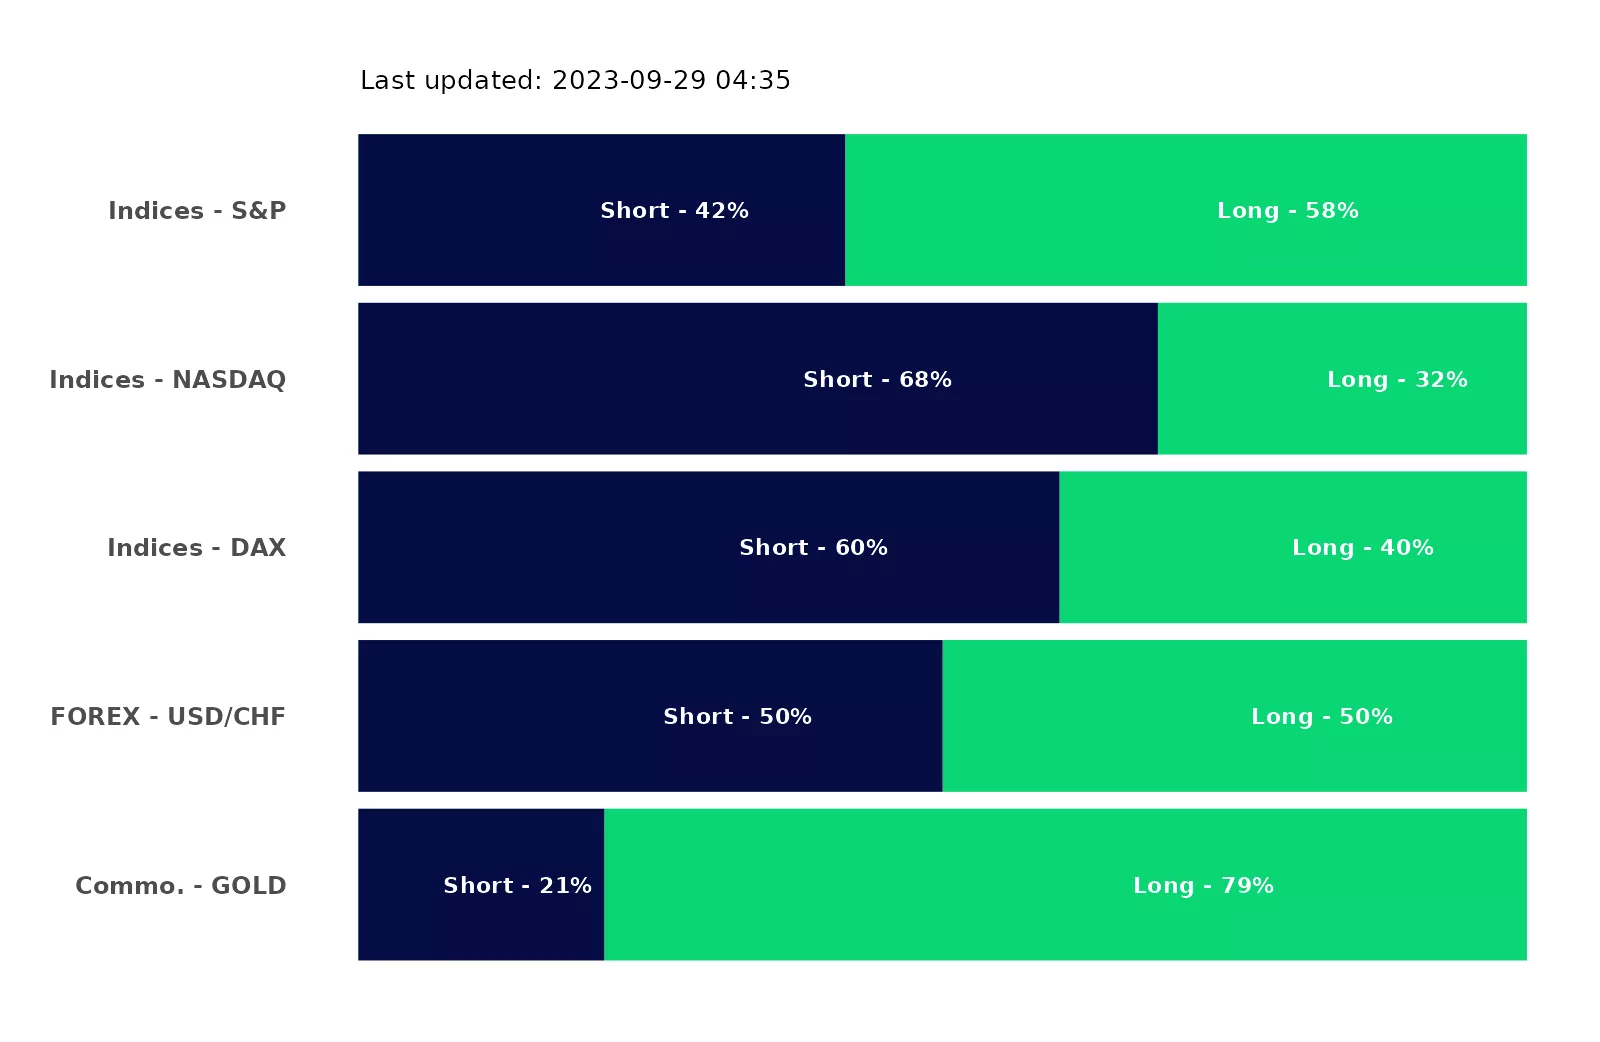 Last updated: 2023-09-29 04:35
Indices - S&P Short - 42% Long - 58%
Indices - NASDAQ Short - 68% Long - 32%
Indices - DAX Short - 60% Long - 40%
FOREX - USD/CHF Short - 50% Long - 50%
Commo. - GOLD Short - 21% Long - 79%